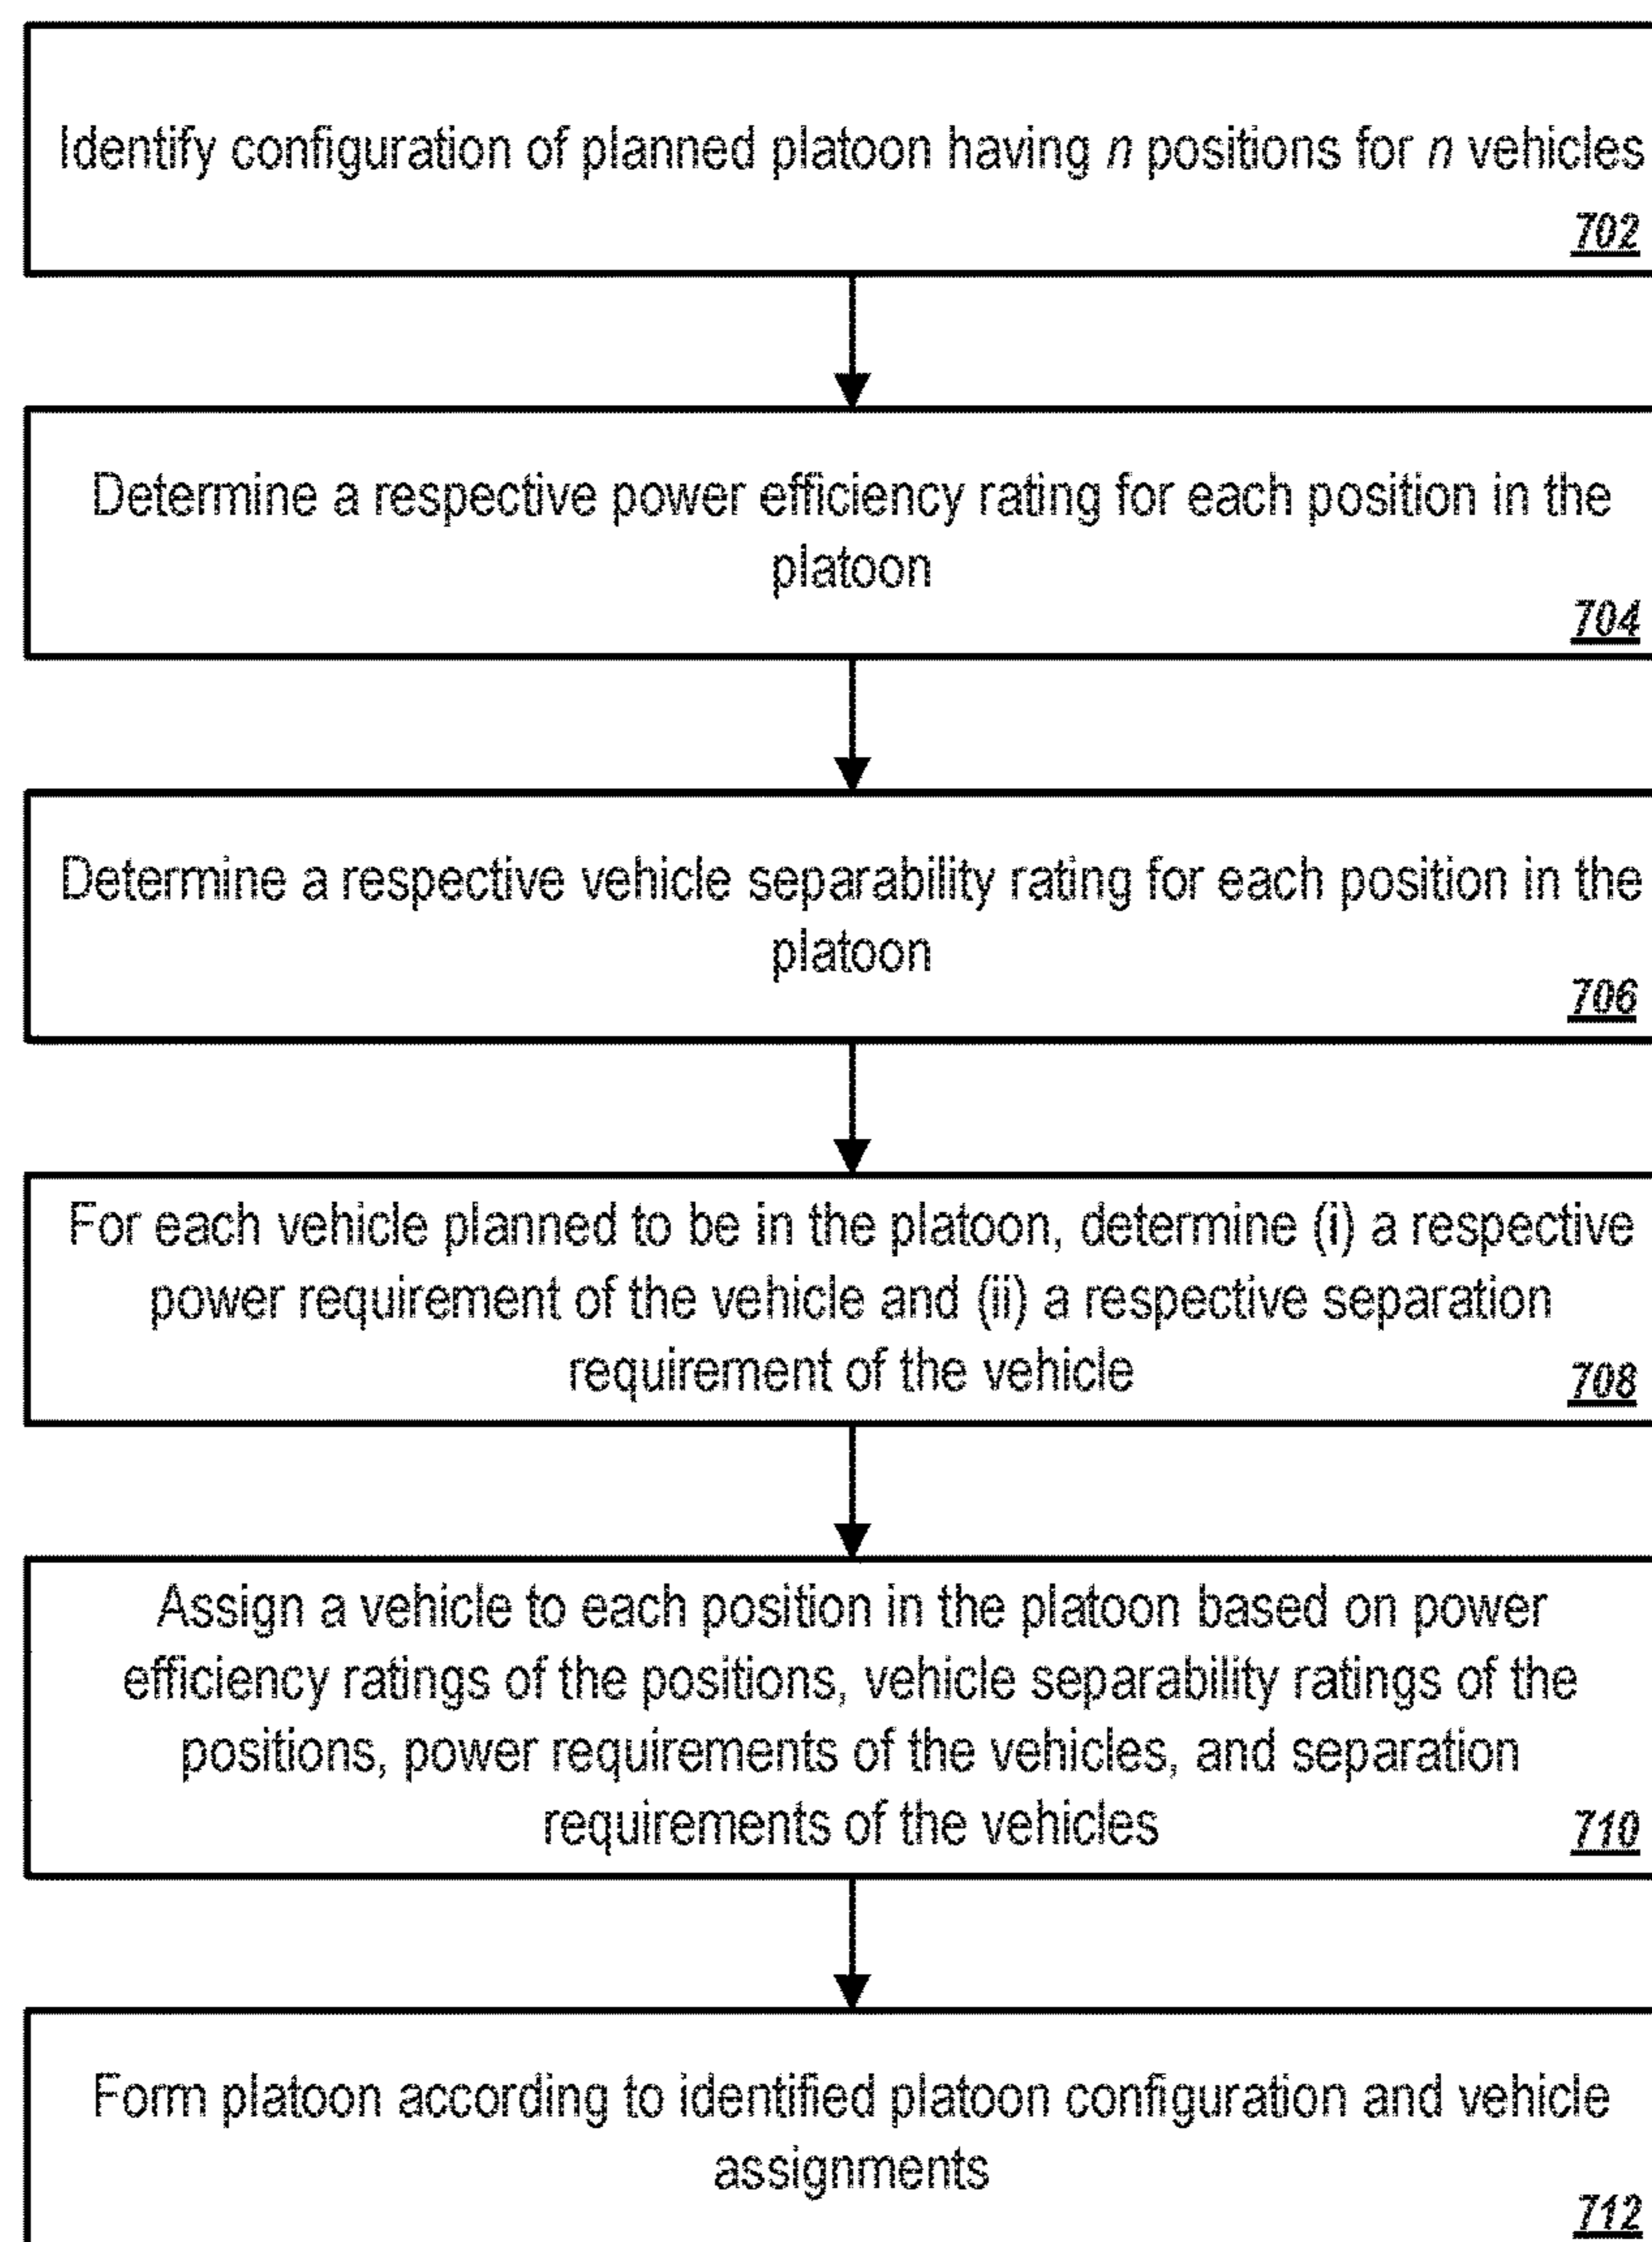 Identify configuration of planned platoon having n positions for n vehicles
702
Determine a respective power efficiency rating for each position in the
platoon
704
Determine a respective vehicle separability rating for each position in the
platoon
706
For each vehicle planned to be in the platoon, determine (i) a respective
power requirement of the vehicle and (ii) a respective separation
requirement of the vehicle
708
Assign a vehicle to each position in the platoon based on power
efficiency ratings of the positions, vehicle separability ratings of the
positions, power requirements of the vehicles, and separation
requirements of the vehicles
710
Form platoon according to identified platoon configuration and vehicle
assignments
712